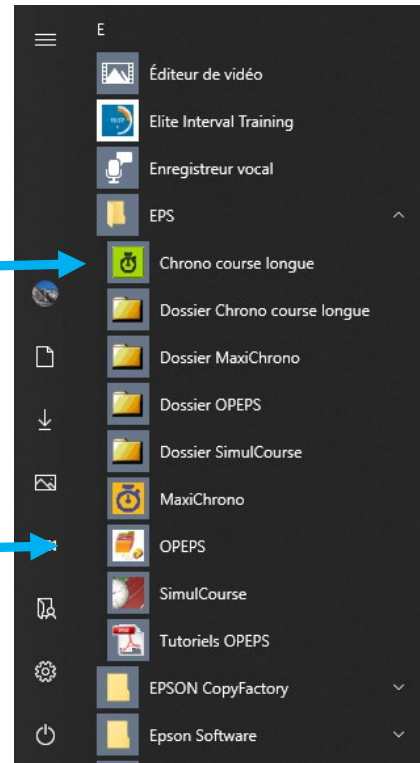 E
Éditeur de vidéo
Elite Interval Training
Enregistreur vocal
EPS
Chrono course longue
Dossier Chrono course longue
Dossier MaxiChrono
Dossier OPEPS
Dossier SimulCourse
MaxiChrono
OPEPS
SimulCourse
Tutoriels OPEPS
EPSON CopyFactory
Epson Software